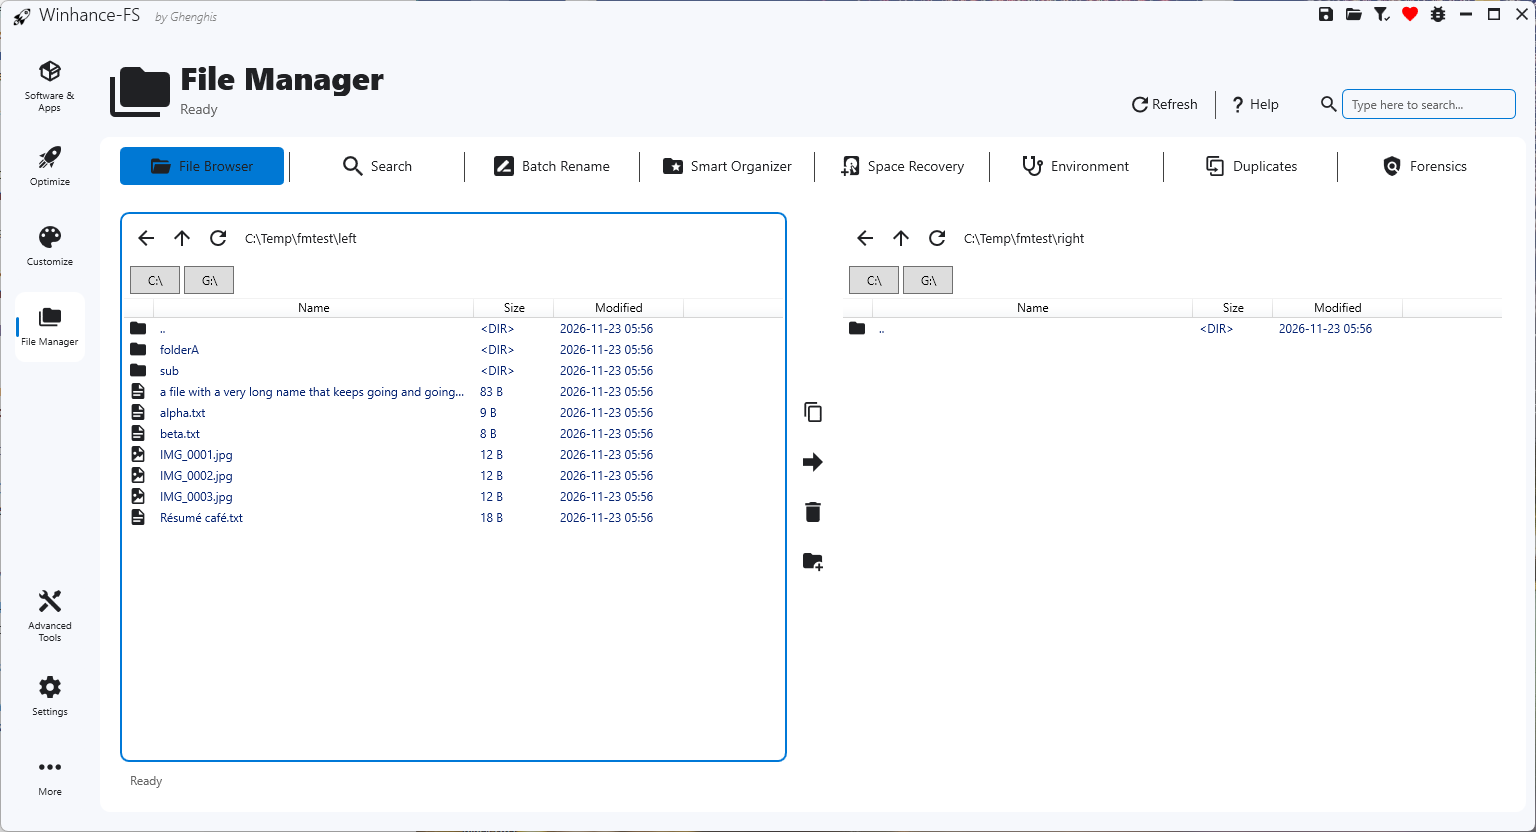 Winhance-FS by Ghenghis
Software & Apps
Optimize
Customize
File Manager
Advanced Tools
Settings
More
File Manager
Ready
Refresh
? Help
Type here to search...
File Browser
Search
Batch Rename
Smart Organizer
Space Recovery
Environment
Duplicates
Forensics
C:\Temp\fmtest\left
C:\ G:\
Name Size Modified
.. <DIR> 2026-11-23 05:56
folderA <DIR> 2026-11-23 05:56
sub <DIR> 2026-11-23 05:56
a file with a very long name that keeps going and going... 83 B 2026-11-23 05:56
alpha.txt 9 B 2026-11-23 05:56
beta.txt 8 B 2026-11-23 05:56
IMG_0001.jpg 12 B 2026-11-23 05:56
IMG_0002.jpg 12 B 2026-11-23 05:56
IMG_0003.jpg 12 B 2026-11-23 05:56
Résumé café.txt 18 B 2026-11-23 05:56
C:\Temp\fmtest\right
C:\ G:\
Name Size Modified
.. <DIR> 2026-11-23 05:56
Ready